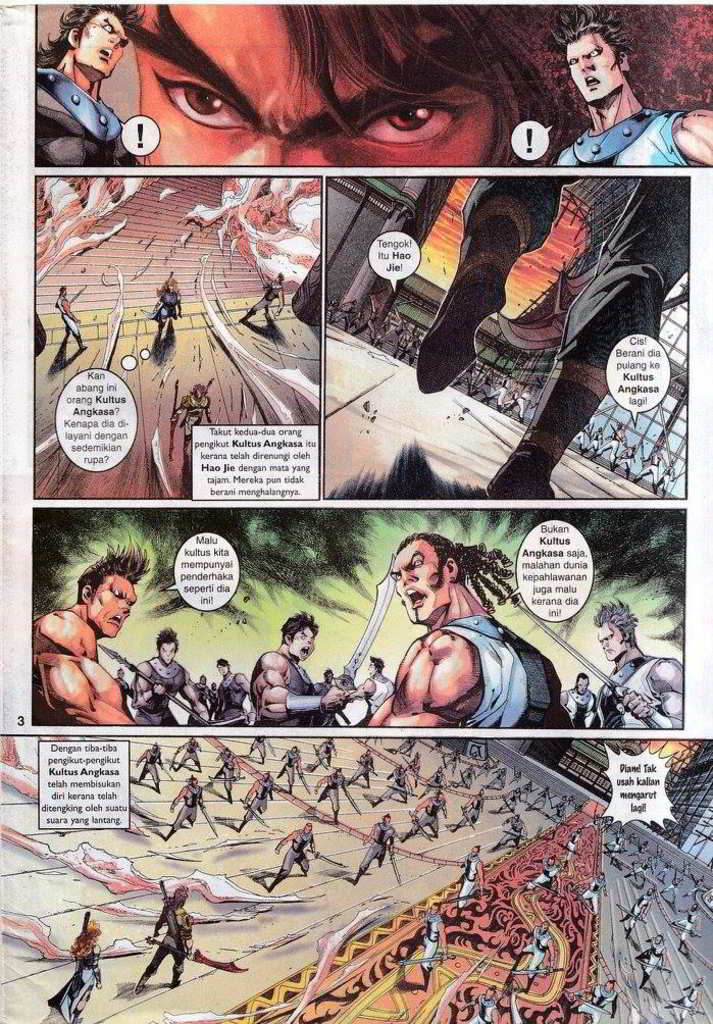 !
!
Kan
abang ini
orang Kultus
Angkasa?
Kenapa dia di-
layani dengan
sedemikian
rupa?
Takut kedua-dua orang
pengikut Kultus Angkasa itu
kerana telah direnungi oleh
Hao Jie dengan mata yang
tajam. Mereka pun tidak
berani menghalangnya.
Tengok!
Itu Hao
Jie!
Cis!
Berani dia
pulang ke
Kultus
Angkasa
lagi!
Malu
kultus kita
mempunyai
penderhaka
seperti dia
ini!
Bukan
Kultus
Angkasa saja,
malahan dunia
kepahlawanan
juga malu
kerana dia
ini!
3
Dengan tiba-tiba
pengikut-pengikut
Kultus Angkasa
telah membisukan
diri kerana telah
ditengking oleh suatu
suara yang lantang.
Diam! Tak
usah kalian
mengarut
lagi!